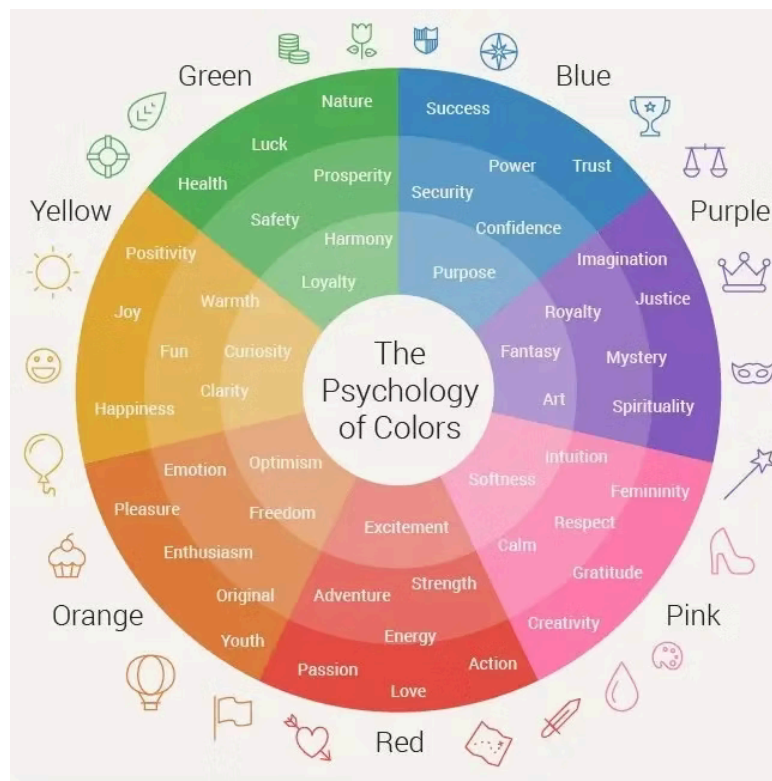 Green
Nature
Luck
Prosperity
Health
Safety
Harmony
Loyalty
Blue
Success
Power
Trust
Security
Confidence
Purpose
Purple
Imagination
Justice
Royalty
Fantasy
Mystery
Art
Spirituality
Pink
Intuition
Softness
Femininity
Respect
Calm
Gratitude
Creativity
Red
Excitement
Strength
Adventure
Energy
Action
Passion
Love
Orange
Optimism
Emotion
Pleasure
Freedom
Enthusiasm
Original
Youth
Yellow
Positivity
Warmth
Joy
Fun
Curiosity
Clarity
Happiness
The
Psychology
of Colors